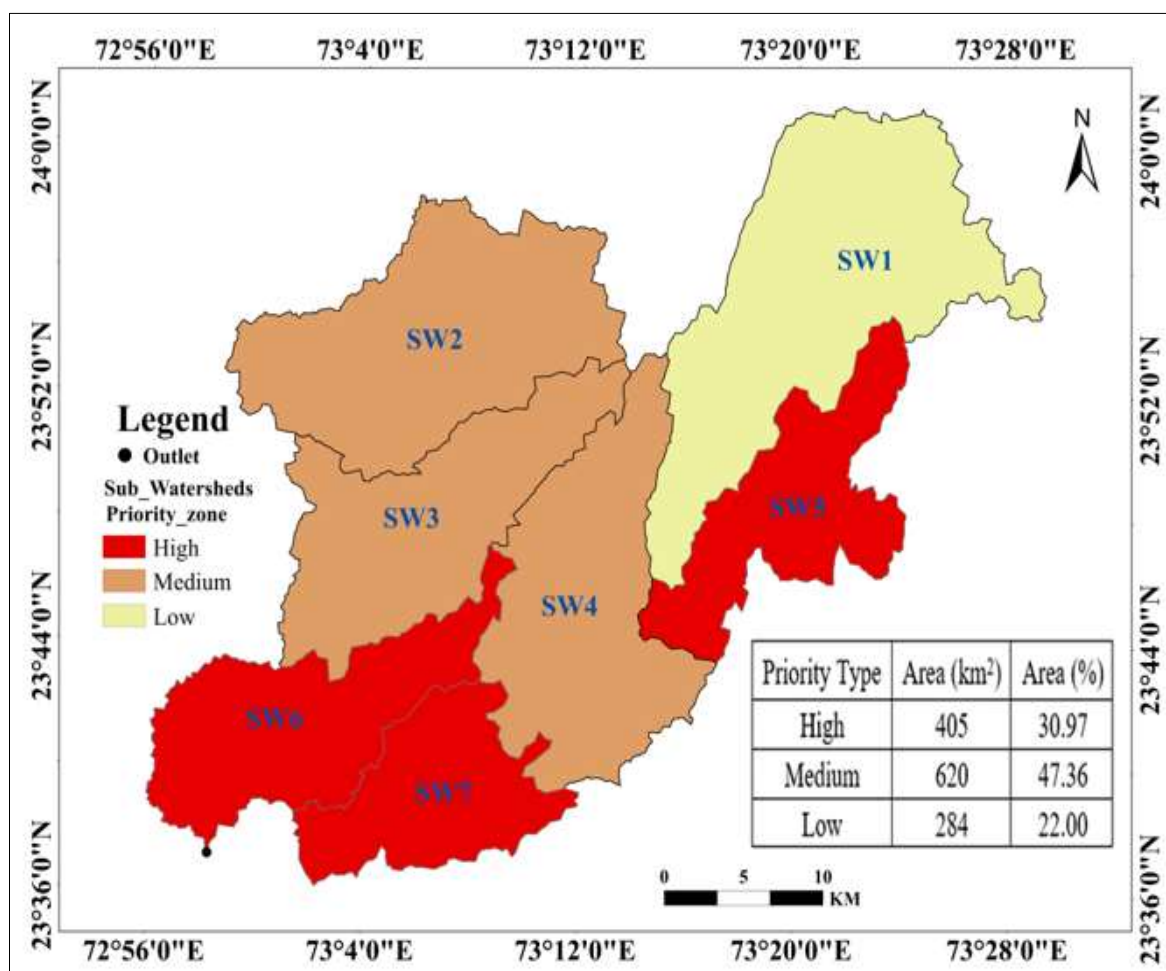 72°56'0"E 73°4'0"E 73°12'0"E 73°20'0"E 73°28'0"E
24°0'0"N
23°52'0"N
23°44'0"N
23°36'0"N
N
SW1
SW2
SW3
SW4
SW5
SW6
SW7
Legend
Outlet
Sub_Watersheds
Priority_zone
High
Medium
Low
Priority Type Area (km²) Area (%)
High 405 30.97
Medium 620 47.36
Low 284 22.00
0 5 10
KM
24°0'0"N
23°52'0"N
23°44'0"N
23°36'0"N
72°56'0"E 73°4'0"E 73°12'0"E 73°20'0"E 73°28'0"E